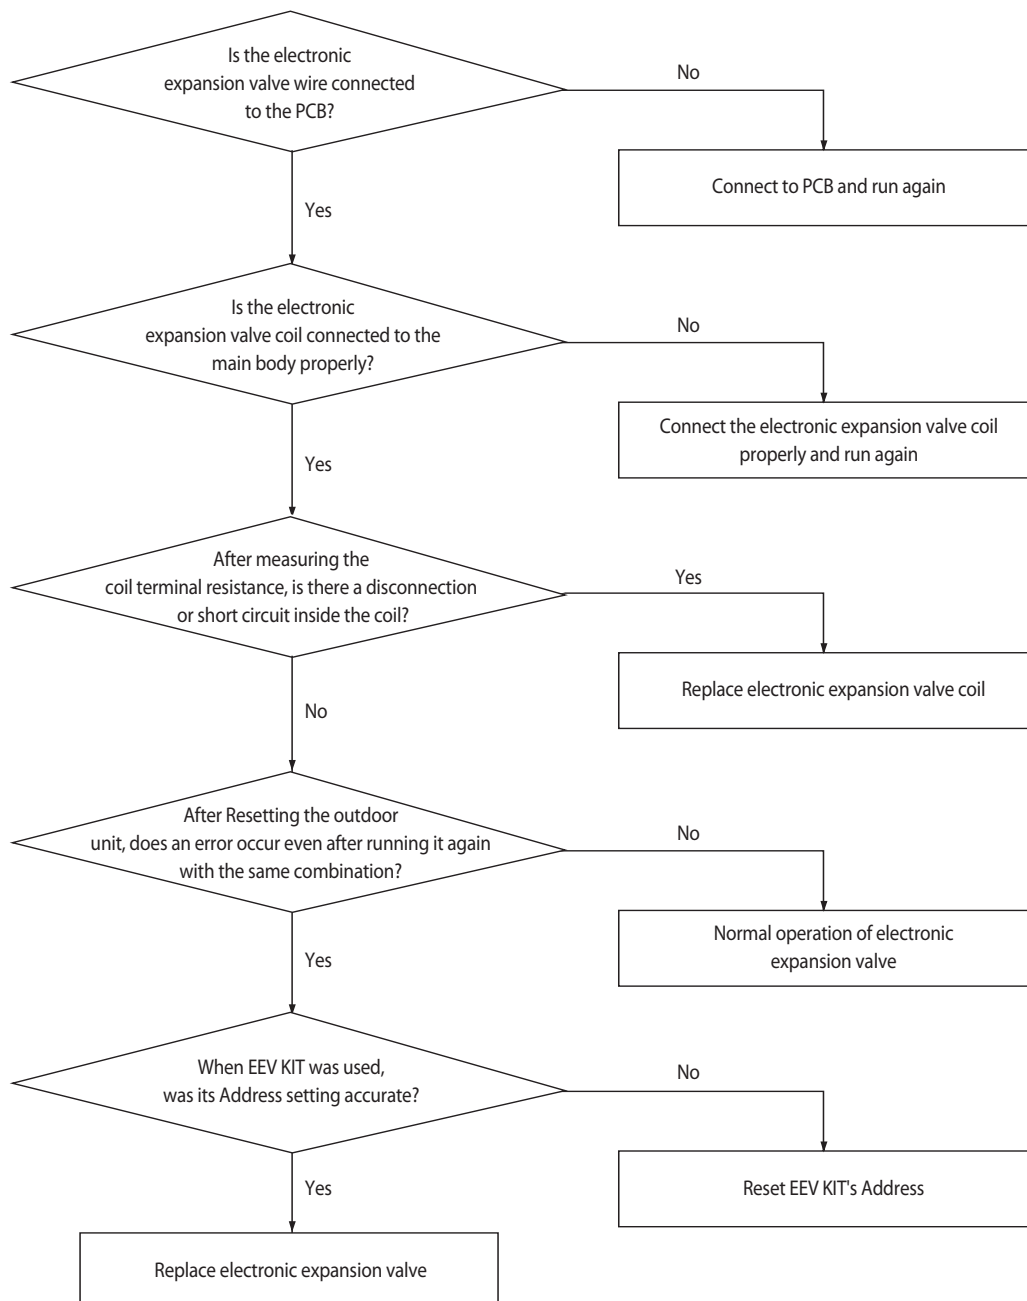 Is the electronic
expansion valve wire connected
to the PCB?
No
Connect to PCB and run again
Yes
Is the electronic
expansion valve coil connected to the
main body properly?
No
Connect the electronic expansion valve coil
properly and run again
Yes
After measuring the
coil terminal resistance, is there a disconnection
or short circuit inside the coil?
Yes
Replace electronic expansion valve coil
No
After Resetting the outdoor
unit, does an error occur even after running it again
with the same combination?
No
Normal operation of electronic
expansion valve
Yes
When EEV KIT was used,
was its Address setting accurate?
No
Reset EEV KIT's Address
Yes
Replace electronic expansion valve